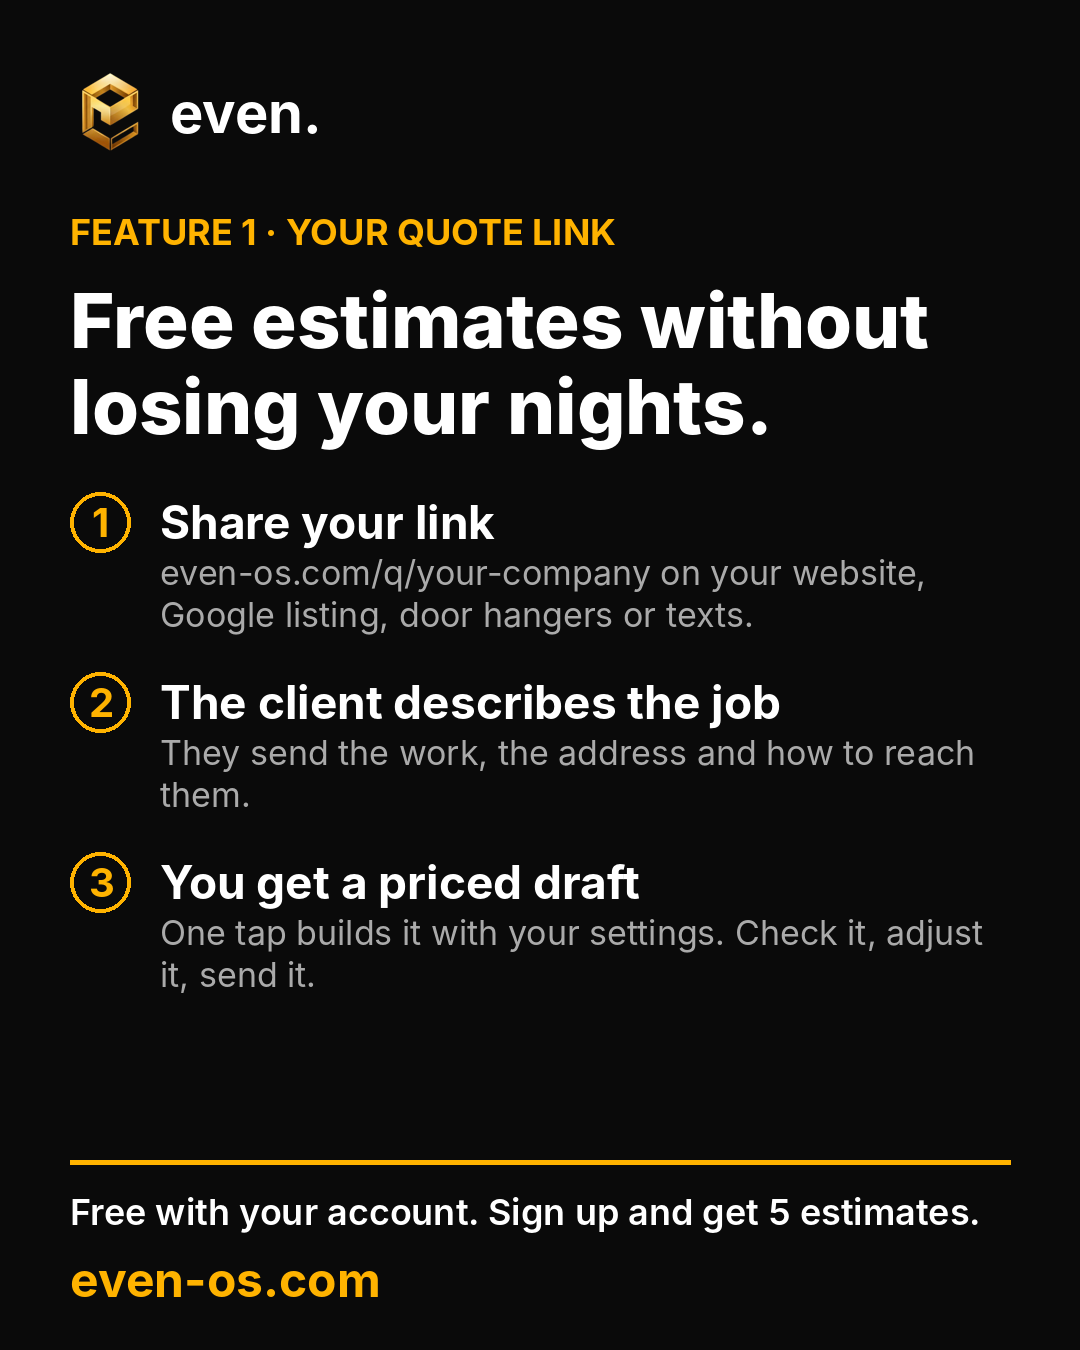 even.
FEATURE 1 · YOUR QUOTE LINK
Free estimates without
losing your nights.
1
Share your link
even-os.com/q/your-company on your website,
Google listing, door hangers or texts.
2
The client describes the job
They send the work, the address and how to reach
them.
3
You get a priced draft
One tap builds it with your settings. Check it, adjust
it, send it.
Free with your account. Sign up and get 5 estimates.
even-os.com